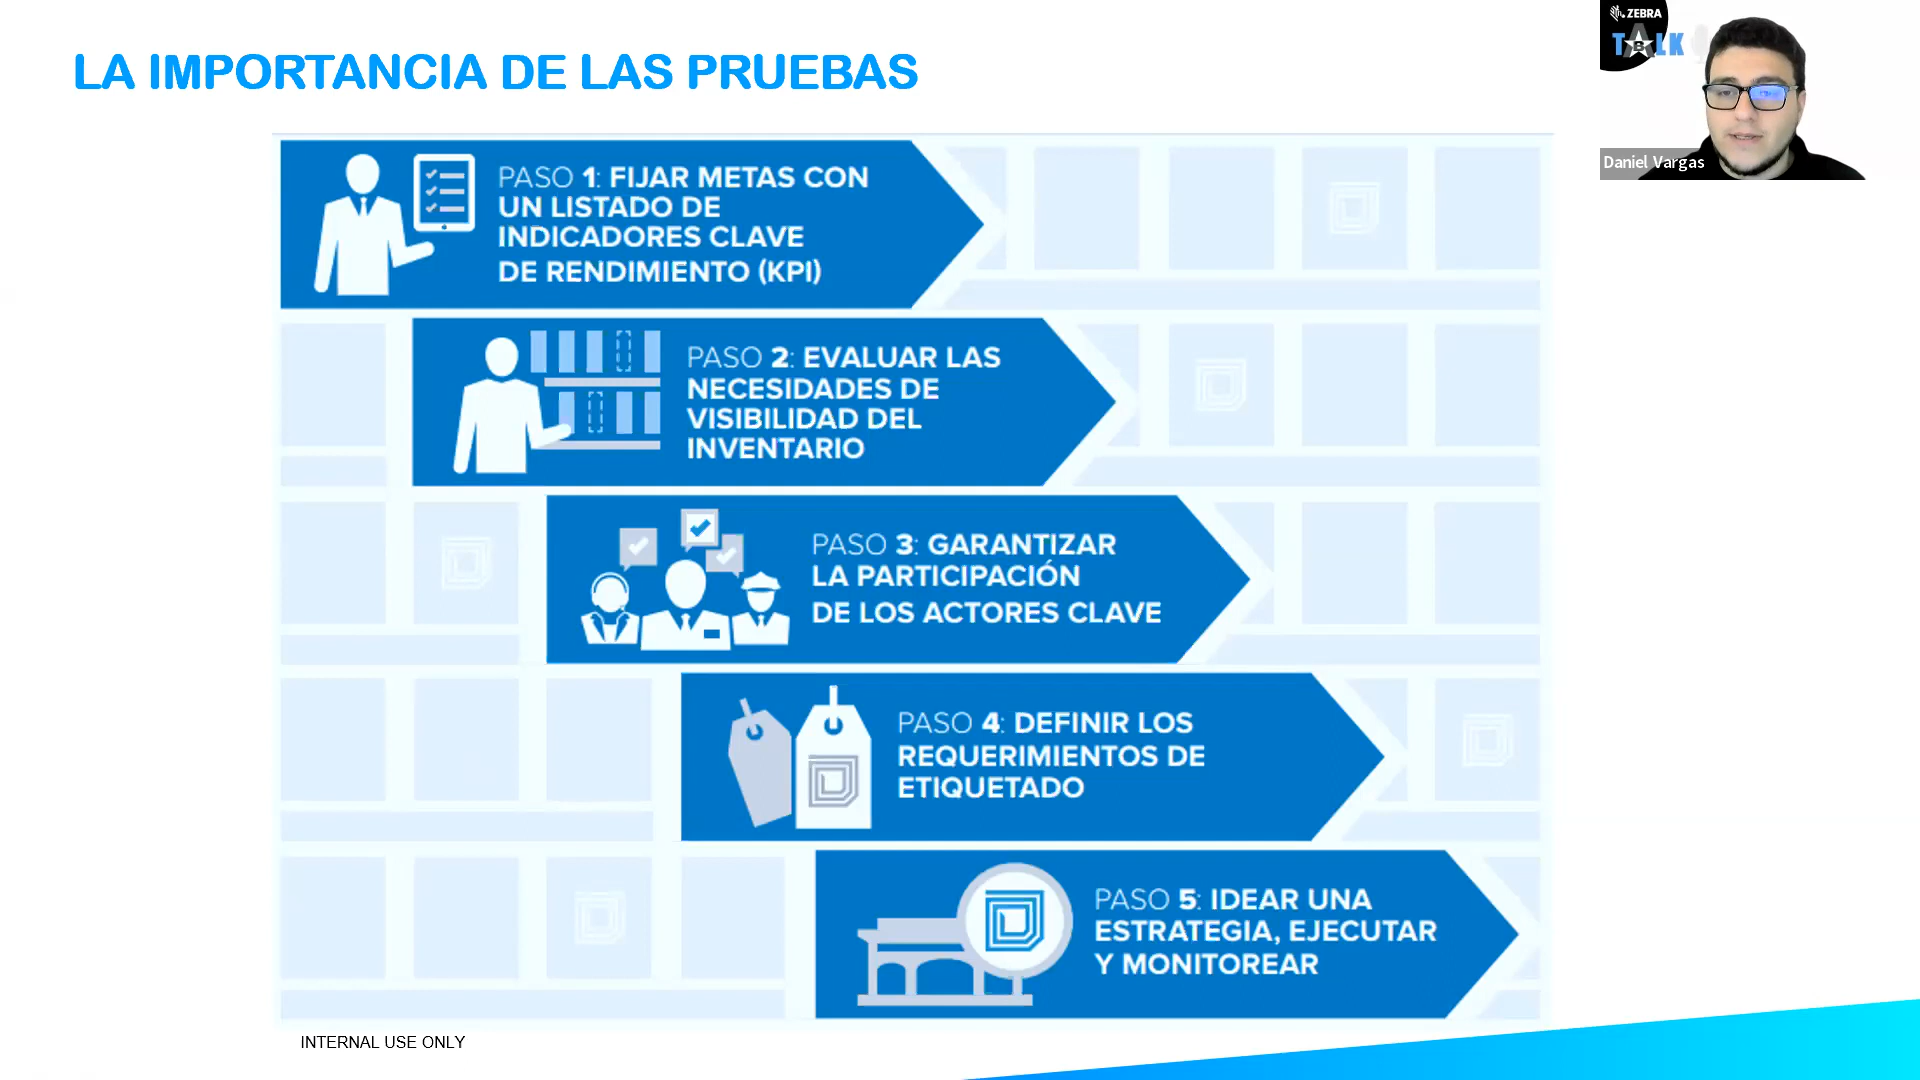 LA IMPORTANCIA DE LAS PRUEBAS
ZEBRA
TALK
B
Daniel Vargas
PASO 1: FIJAR METAS CON
UN LISTADO DE
INDICADORES CLAVE
DE RENDIMIENTO (KPI)
PASO 2: EVALUAR LAS
NECESIDADES DE
VISIBILIDAD DEL
INVENTARIO
PASO 3: GARANTIZAR
LA PARTICIPACIÓN
DE LOS ACTORES CLAVE
PASO 4: DEFINIR LOS
REQUERIMIENTOS DE
ETIQUETADO
PASO 5: IDEAR UNA
ESTRATEGIA, EJECUTAR
Y MONITOREAR
INTERNAL USE ONLY